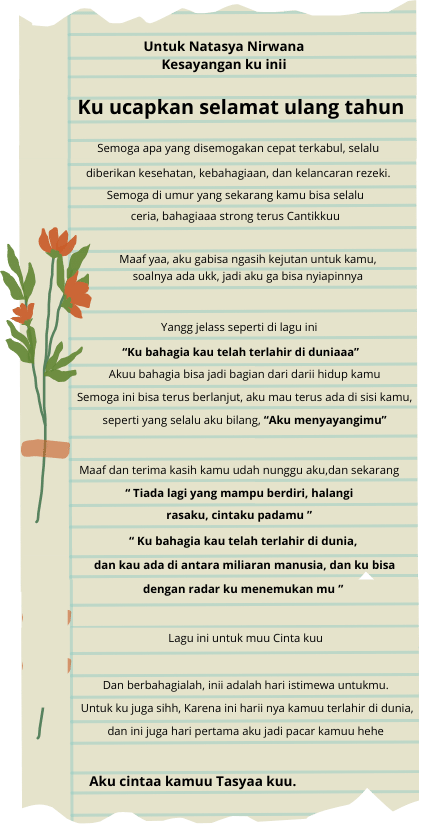 Untuk Natasya Nirwana
Kesayangan ku inii
Ku ucapkan selamat ulang tahun
Semoga apa yang disemogakan cepat terkabul, selalu
diberikan kesehatan, kebahagiaan, dan kelancaran rezeki.
Semoga di umur yang sekarang kamu bisa selalu
ceria, bahagiaaa strong terus Cantikkuu
Maaf yaa, aku gabisa ngasih kejutan untuk kamu,
soalnya ada ukk, jadi aku ga bisa nyiapinnya
Yangg jelass seperti di lagu ini
“Ku bahagia kau telah terlahir di duniaaa”
Akuu bahagia bisa jadi bagian dari darii hidup kamu
Semoga ini bisa terus berlanjut, aku mau terus ada di sisi kamu,
seperti yang selalu aku bilang, “Aku menyayangimu”
Maaf dan terima kasih kamu udah nunggu aku,dan sekarang
“ Tiada lagi yang mampu berdiri, halangi
rasaku, cintaku padamu ”
“ Ku bahagia kau telah terlahir di dunia,
dan kau ada di antara miliaran manusia, dan ku bisa
dengan radar ku menemukan mu ”
Lagu ini untuk muu Cinta kuu
Dan berbahagialah, inii adalah hari istimewa untukmu.
Untuk ku juga sihh, Karena ini harii nya kamuu terlahir di dunia,
dan ini juga hari pertama aku jadi pacar kamuu hehe
Aku cintaa kamuu Tasyaa kuu.